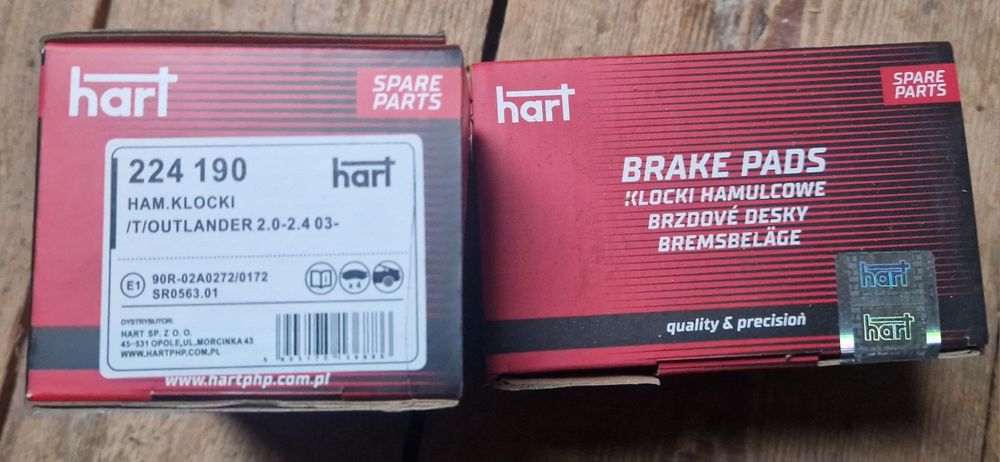 hart
SPARE
PARTS
224 190
hart
HAM.KLOCKI
/T/OUTLANDER 2.0-2.4 03-
E1
90R-02A0272/0172
SR0563.01
x 4
DYSTRYBUTOR:
HART SP. Z O. O.
45-531 OPOLE,UL.MORCINKA 43
WWW.HARTPHP.COM.PL
www.hartphp.com.pl
hart
SPARE
PARTS
BRAKE PADS
KLOCKI HAMULCOWE
BRZDOVÉ DESKY
BREMSBELÄGE
quality & precision
hart
hart